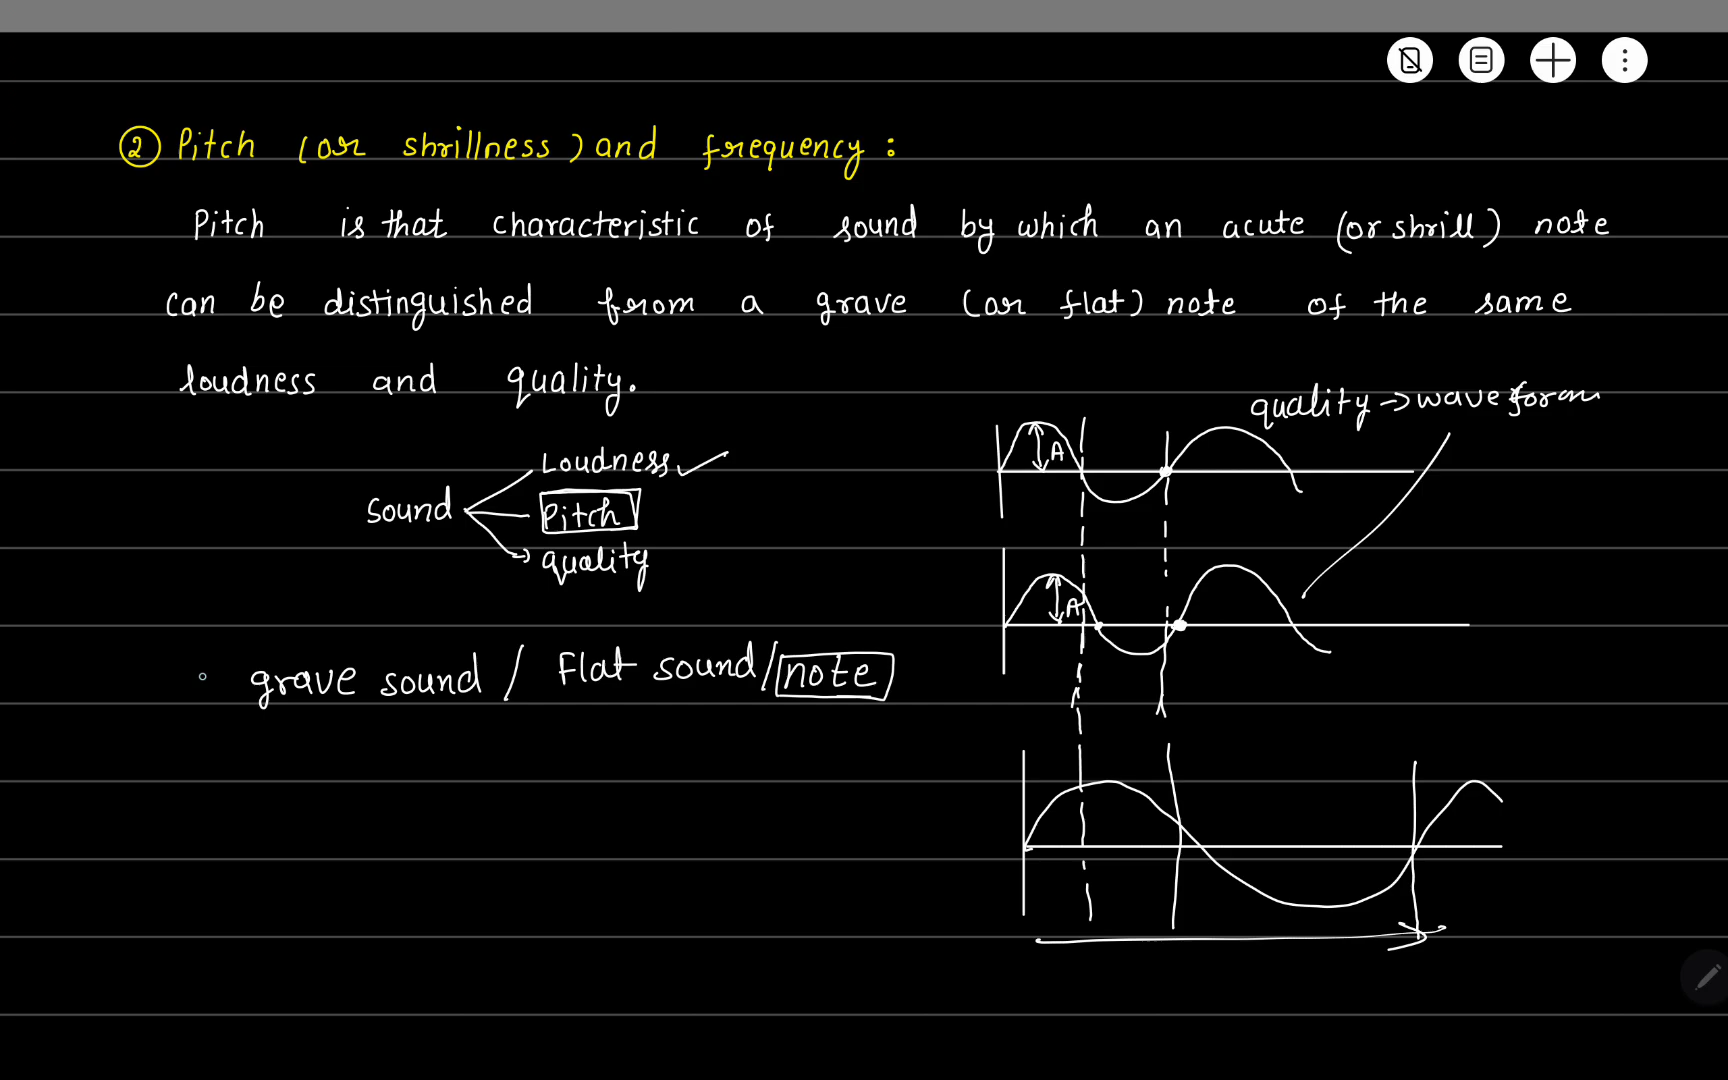 ② Pitch (or shrillness) and frequency :
Pitch is that characteristic of sound by which an acute (or shrill) note
can be distinguished from a grave (or flat) note of the same
loudness and quality.
quality → wave form
Loudness ✓
Sound
Pitch
→ quality
A
A
grave sound / Flat sound / note